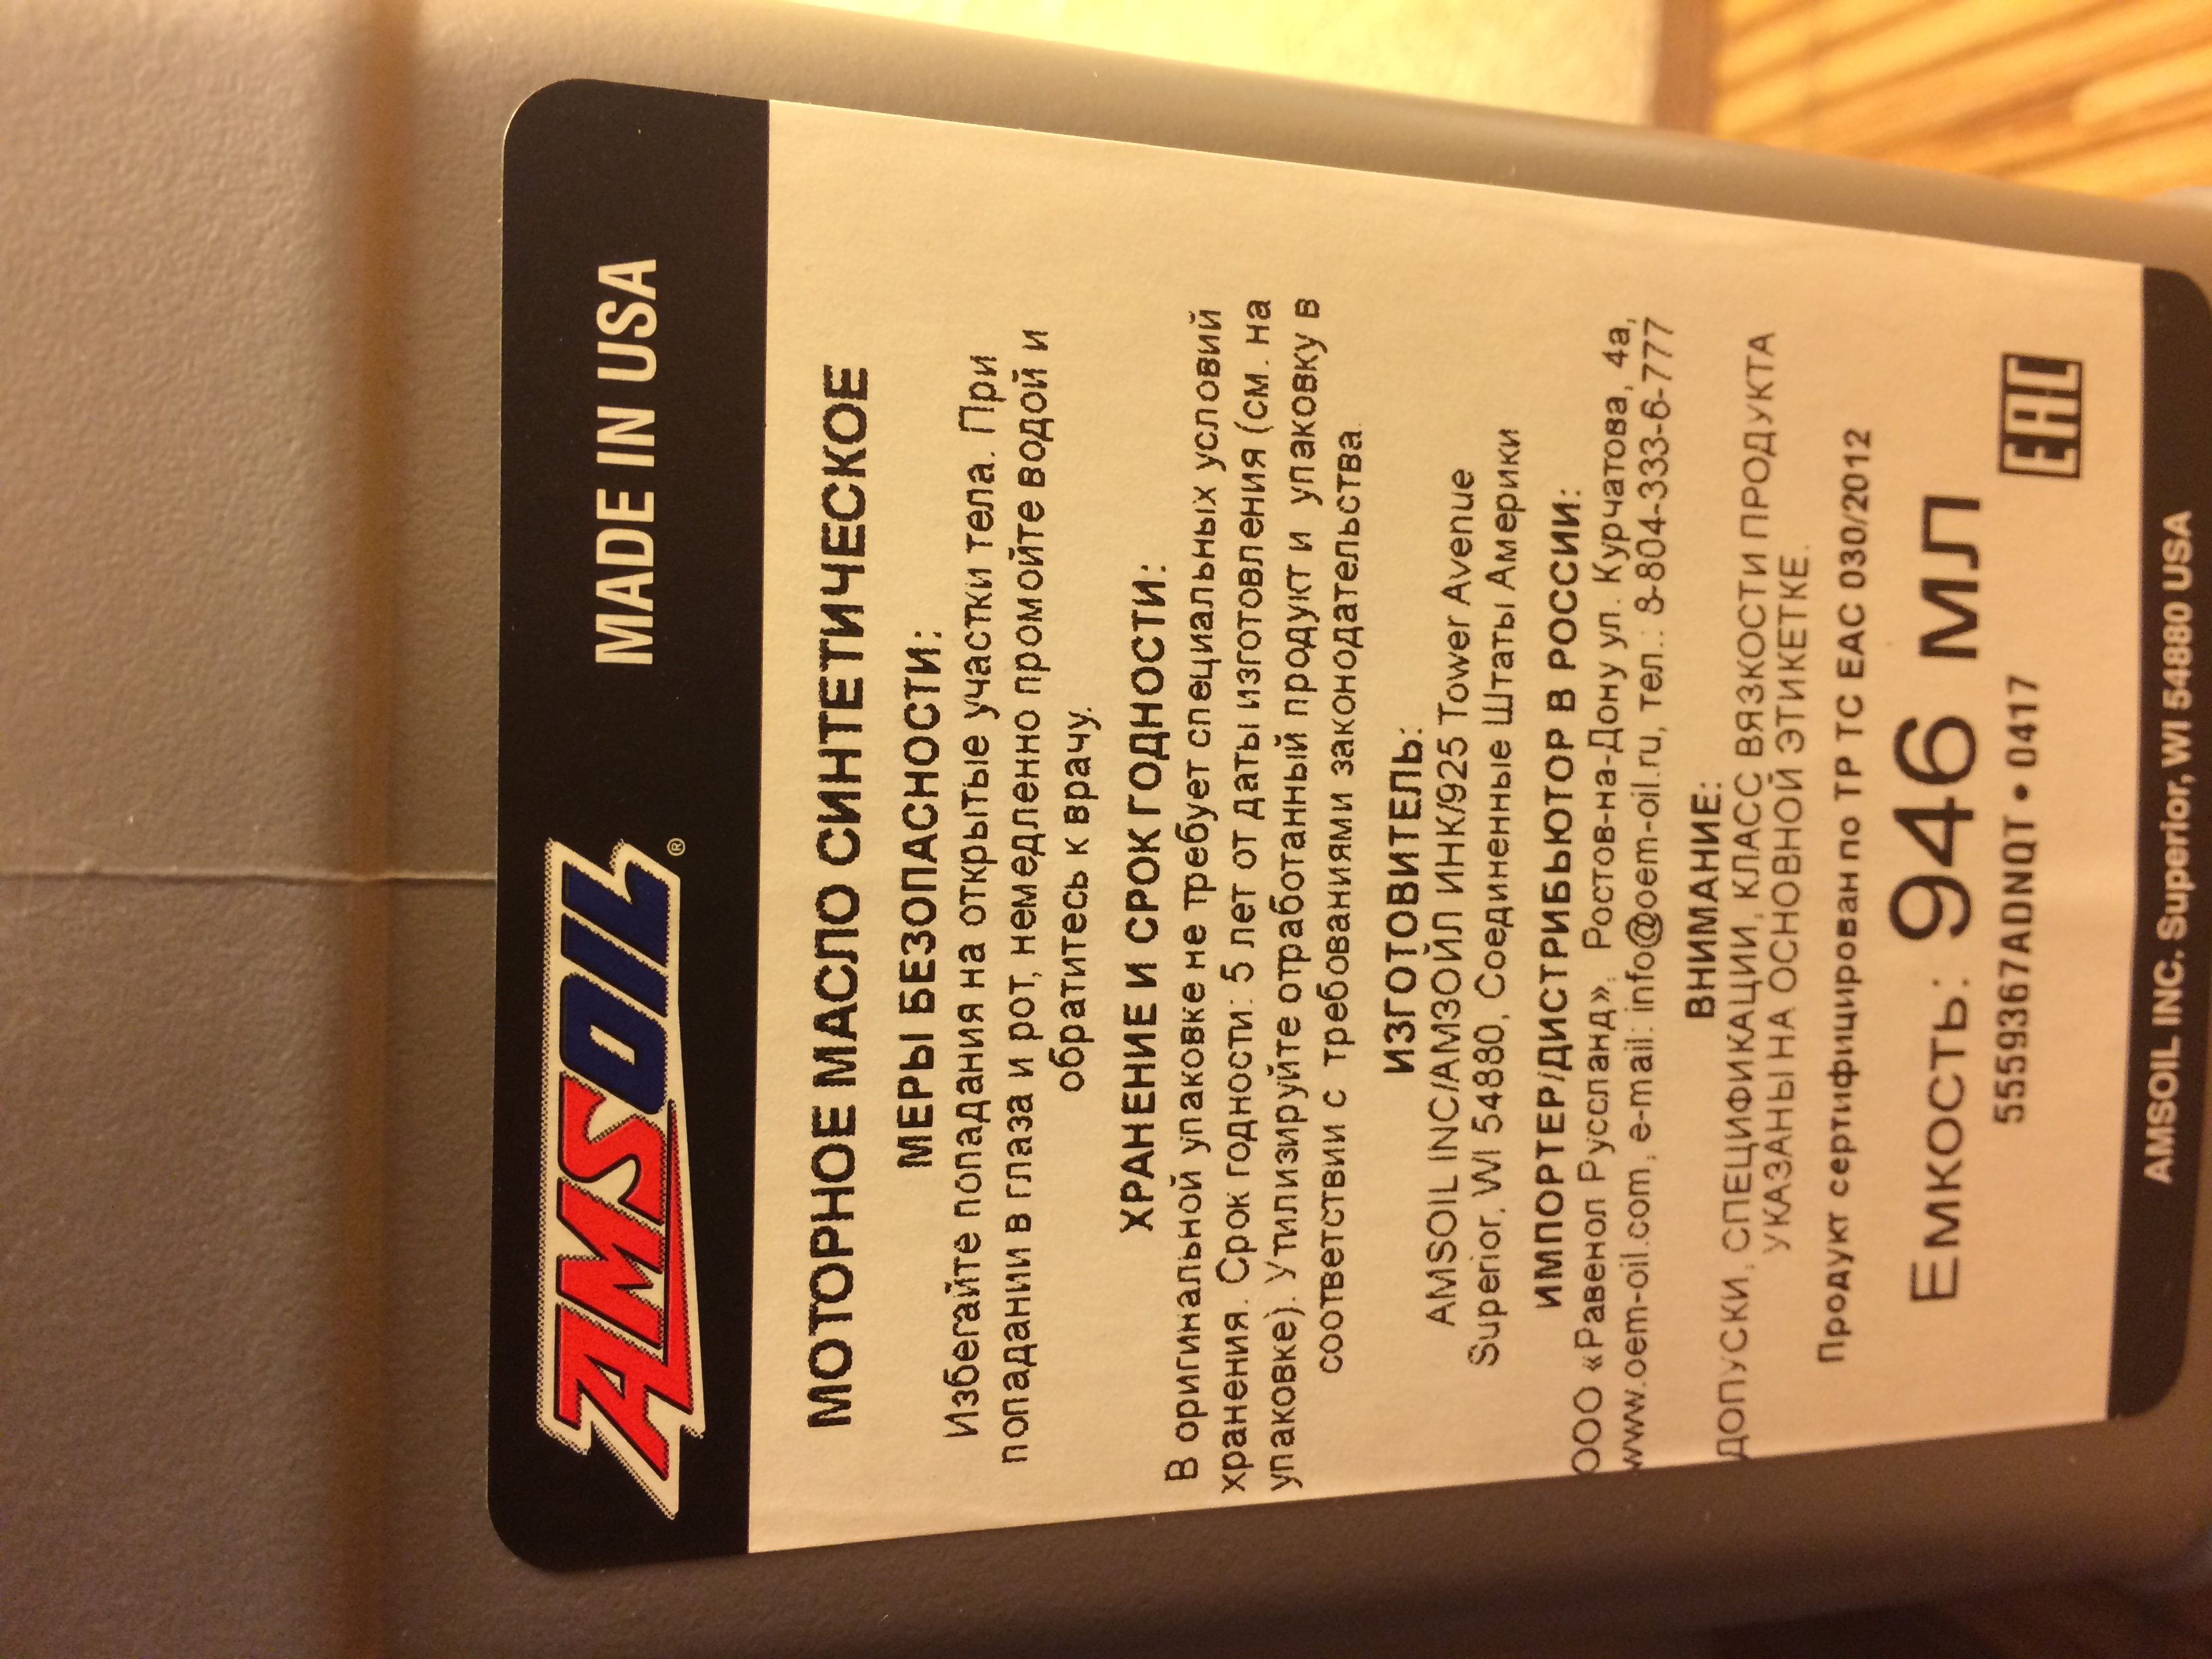 AMSOIL® MADE IN USA
МОТОРНОЕ МАСЛО СИНТЕТИЧЕСКОЕ
МЕРЫ БЕЗОПАСНОСТИ:
Избегайте попадания на открытые участки тела. При
попадании в глаза и рот, немедленно промойте водой и
обратитесь к врачу.
ХРАНЕНИЕ И СРОК ГОДНОСТИ:
В оригинальной упаковке не требует специальных условий
хранения. Срок годности: 5 лет от даты изготовления (см. на
упаковке). Утилизируйте отработанный продукт и упаковку в
соответствии с требованиями законодательства.
ИЗГОТОВИТЕЛЬ:
AMSOIL INC/АМЗОЙЛ ИНК/925 Tower Avenue
Superior, WI 54880, Соединенные Штаты Америки
ИМПОРТЕР/ДИСТРИБЬЮТОР В РОССИИ:
ООО «Равенол Руссланд», Ростов-на-Дону ул. Курчатова, 4а,
www.oem-oil.com, e-mail: info@oem-oil.ru, тел.: 8-804-333-6-777
ВНИМАНИЕ:
ДОПУСКИ, СПЕЦИФИКАЦИИ, КЛАСС ВЯЗКОСТИ ПРОДУКТА
УКАЗАНЫ НА ОСНОВНОЙ ЭТИКЕТКЕ.
Продукт сертифицирован по ТР ТС ЕАС 030/2012
Емкость: 946 мл
5559367ADNQT • 0417
EAC
AMSOIL INC. Superior, WI 54880 USA